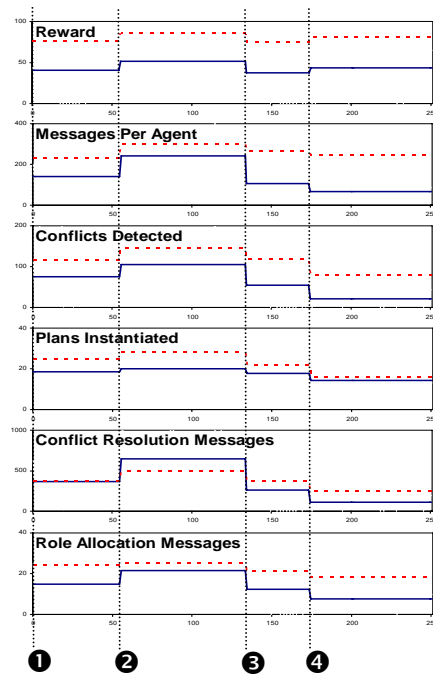 100
Reward
50
0
0 50 100 150 200 250
400
Messages Per Agent
200
0
0 50 100 150 200 250
200
Conflicts Detected
100
0
0 50 100 150 200 250
40
Plans Instantiated
20
0
0 50 100 150 200 250
1000
Conflict Resolution Messages
500
0
0 50 100 150 200 250
40
Role Allocation Messages
20
0
0 50 100 150 200 250
❶ ❷ ❸ ❹